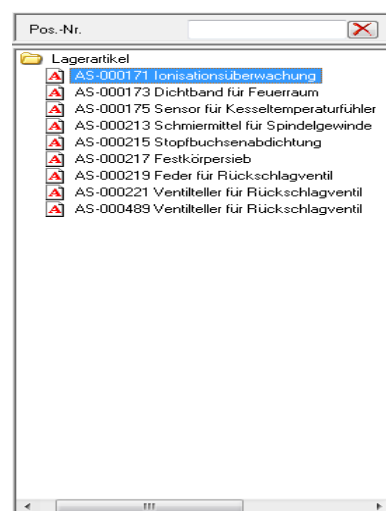 Pos.-Nr.
Lagerartikel
AS-000171 Ionisationsüberwachung
AS-000173 Dichtband für Feuerraum
AS-000175 Sensor für Kesseltemperaturfühler
AS-000213 Schmiermittel für Spindelgewinde
AS-000215 Stopfbuchsenabdichtung
AS-000217 Festkörpersieb
AS-000219 Feder für Rückschlagventil
AS-000221 Ventilteller für Rückschlagventil
AS-000489 Ventilteller für Rückschlagventil